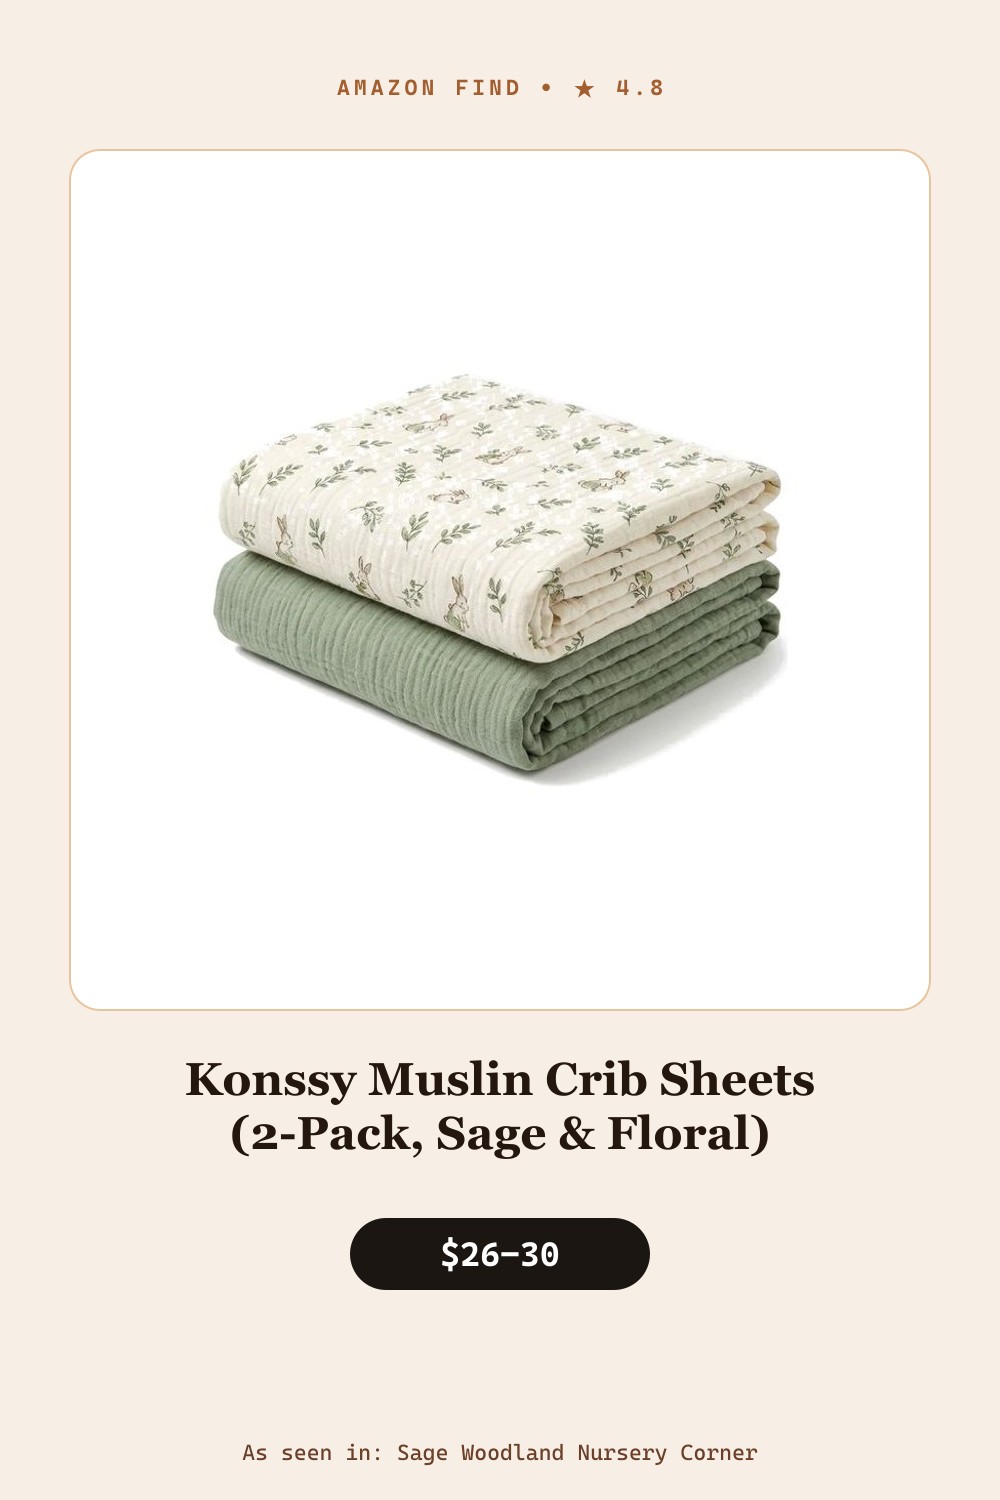 AMAZON FIND • ★ 4.8
Konssy Muslin Crib Sheets
(2-Pack, Sage & Floral)
$26–30
As seen in: Sage Woodland Nursery Corner